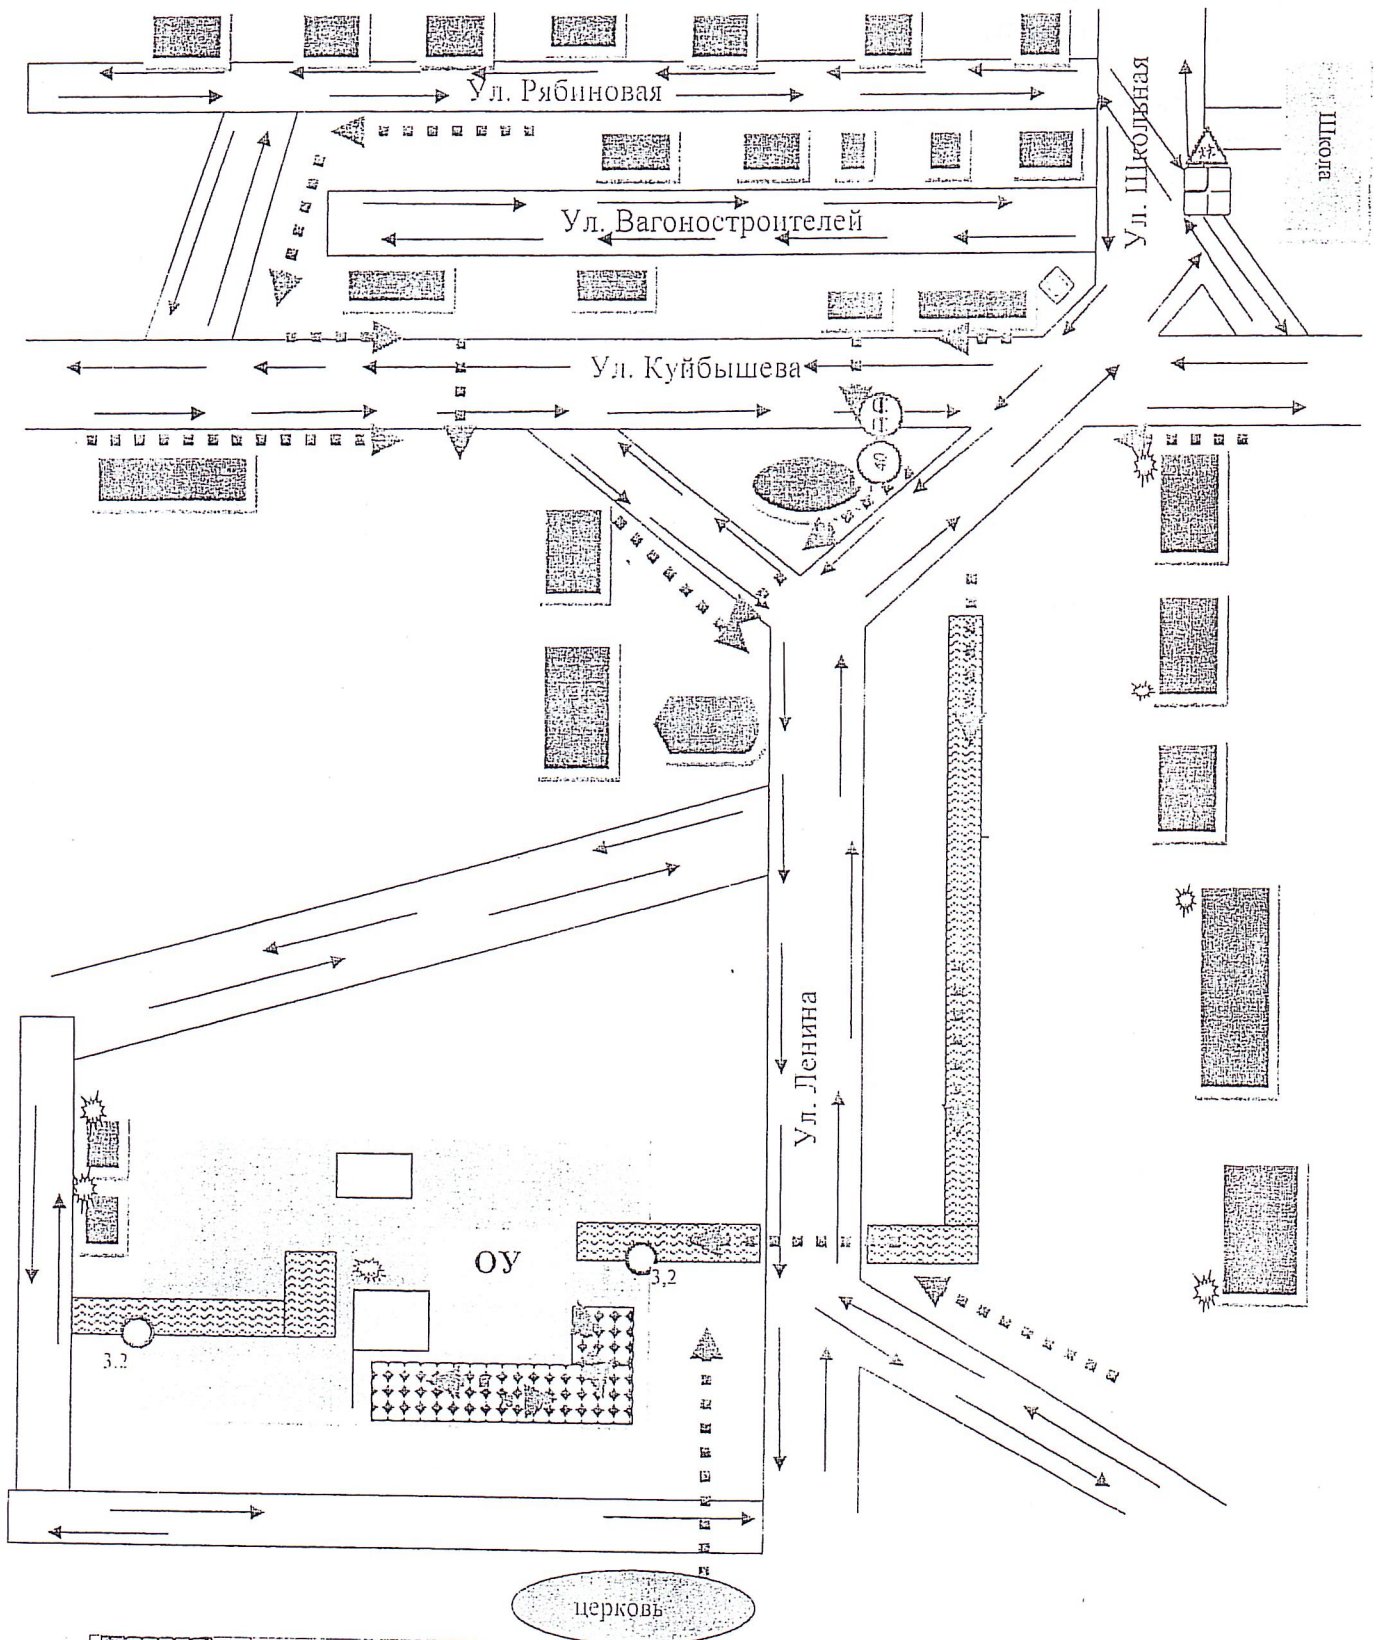 Ул. Рябиновая
Ул. Школьная
Школа
Ул. Вагоностроителей
Ул. Куйбышева
40
Ул. Ленина
ОУ
3,2
3.2
церковь